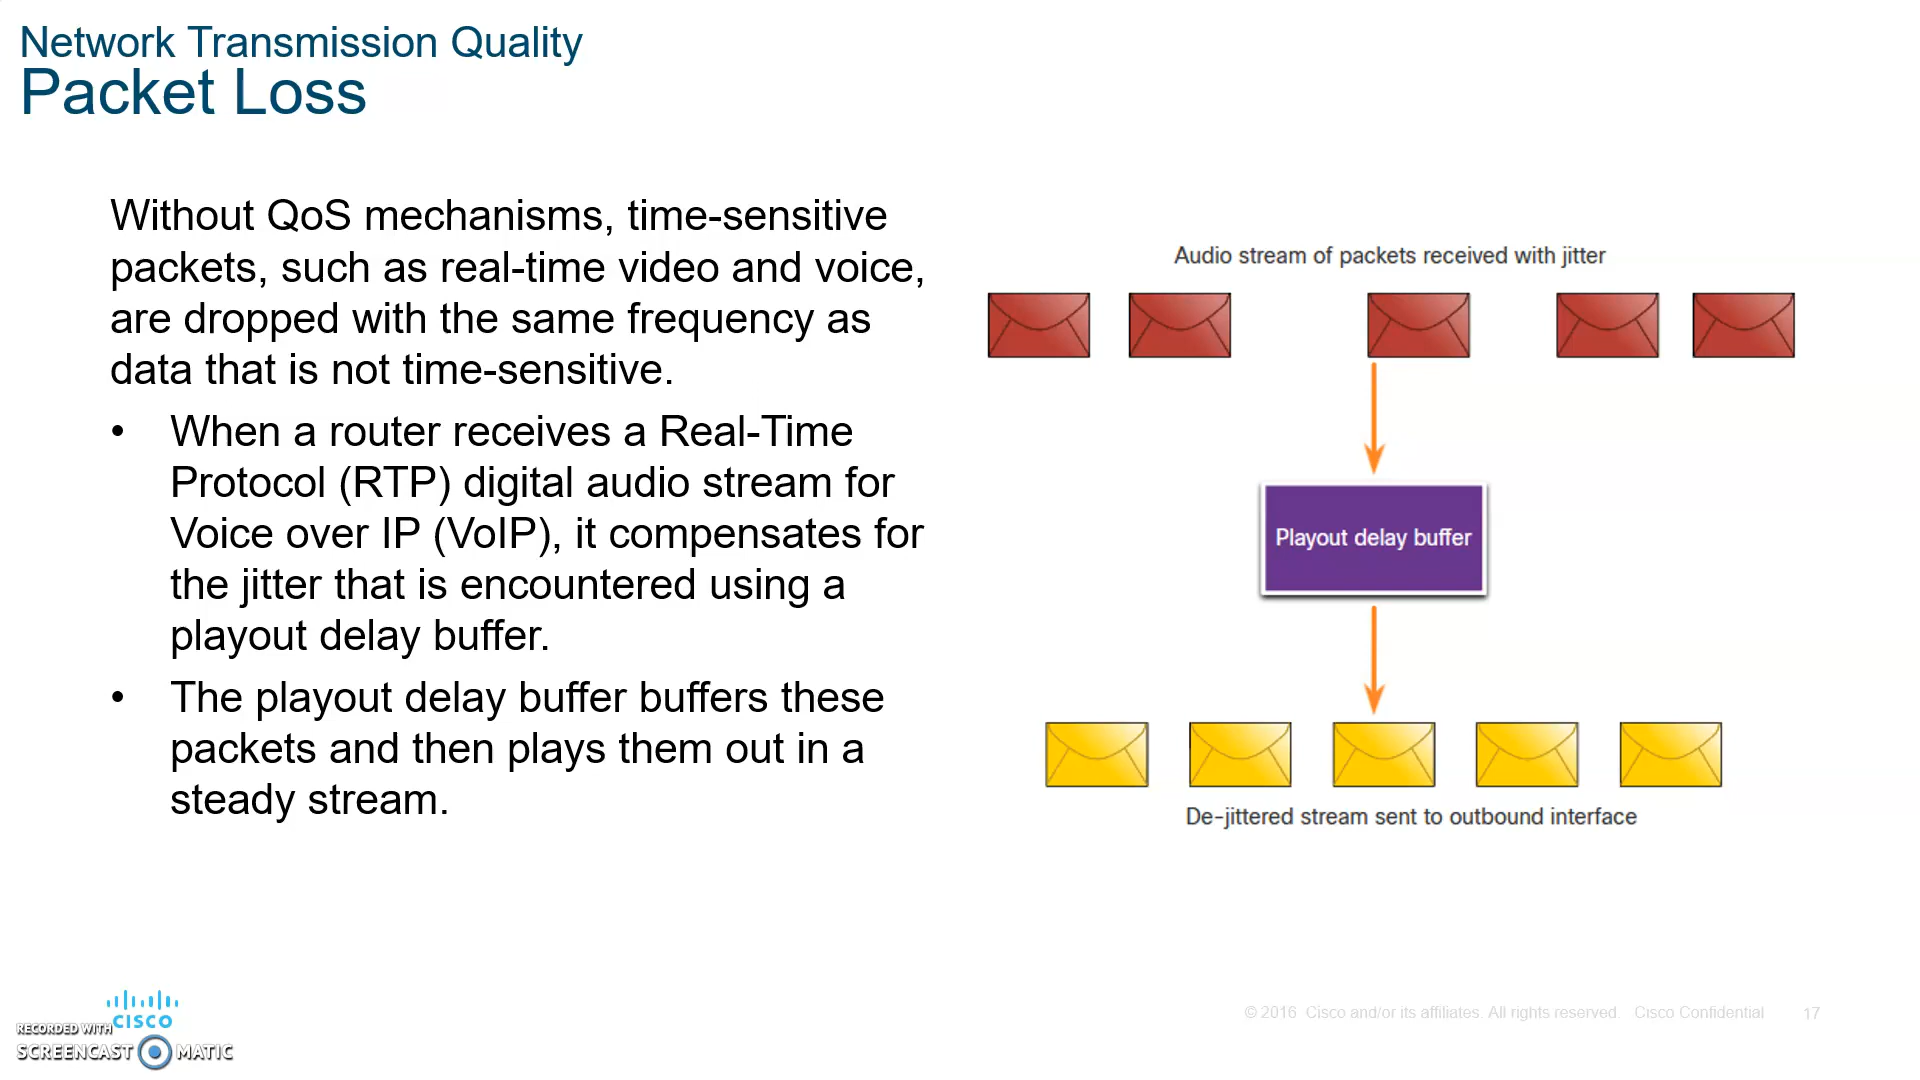 Network Transmission Quality
Packet Loss
Without QoS mechanisms, time-sensitive
packets, such as real-time video and voice,
are dropped with the same frequency as
data that is not time-sensitive.
• When a router receives a Real-Time
Protocol (RTP) digital audio stream for
Voice over IP (VoIP), it compensates for
the jitter that is encountered using a
playout delay buffer.
• The playout delay buffer buffers these
packets and then plays them out in a
steady stream.
Audio stream of packets received with jitter
Playout delay buffer
De-jittered stream sent to outbound interface
CISCO
RECORDED WITH
SCREENCAST MATIC
© 2016 Cisco and/or its affiliates. All rights reserved. Cisco Confidential 17